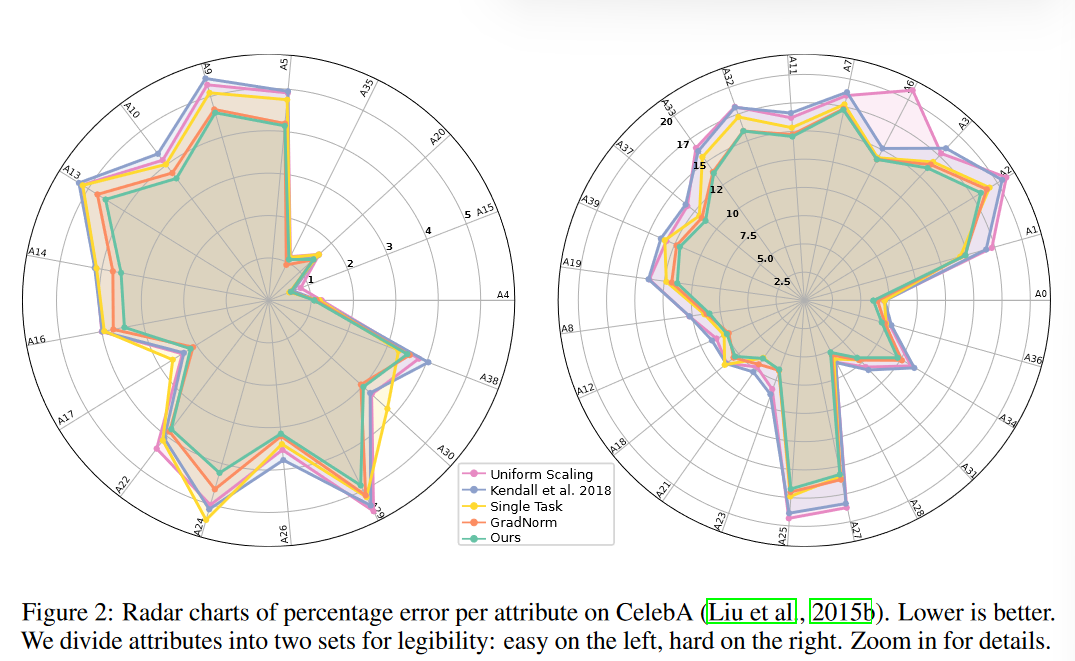 A9
A5
A35
A10
A20
A13
A15
5
4
3
2
1
A14
A4
A16
A38
A17
A30
A22
A24
A26
A29
A32
A11
A7
A6
A33
A3
20
A37
17
15
A2
12
A39
10
A1
7.5
A19
5.0
2.5
A0
A8
A36
A12
A34
A18
A31
A21
A23
A28
A25
A27
Uniform Scaling
Kendall et al. 2018
Single Task
GradNorm
Ours
Figure 2: Radar charts of percentage error per attribute on CelebA (Liu et al., 2015b). Lower is better.
We divide attributes into two sets for legibility: easy on the left, hard on the right. Zoom in for details.